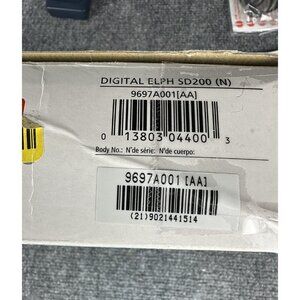 DIGITAL ELPH SD200 (N)
9697A001[AA]
0 13803 04400 3
Body No.: N°de série: N°de cuerpo:
9697A001 [AA]
(21)9021441514